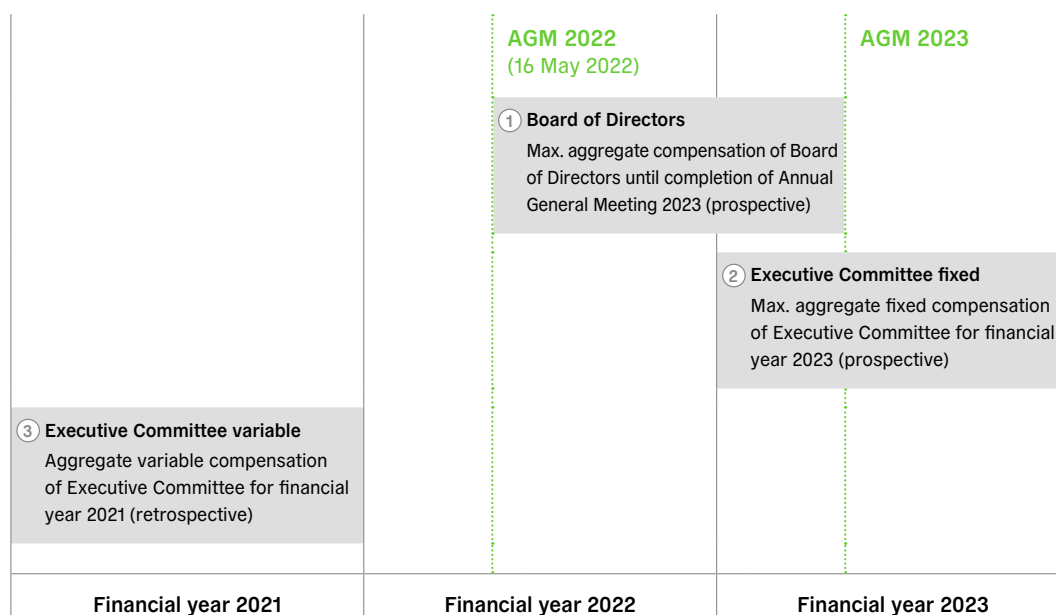 AGM 2022
(16 May 2022)
AGM 2023
1 Board of Directors
Max. aggregate compensation of Board
of Directors until completion of Annual
General Meeting 2023 (prospective)
2 Executive Committee fixed
Max. aggregate fixed compensation
of Executive Committee for financial
year 2023 (prospective)
3 Executive Committee variable
Aggregate variable compensation
of Executive Committee for financial
year 2021 (retrospective)
Financial year 2021
Financial year 2022
Financial year 2023